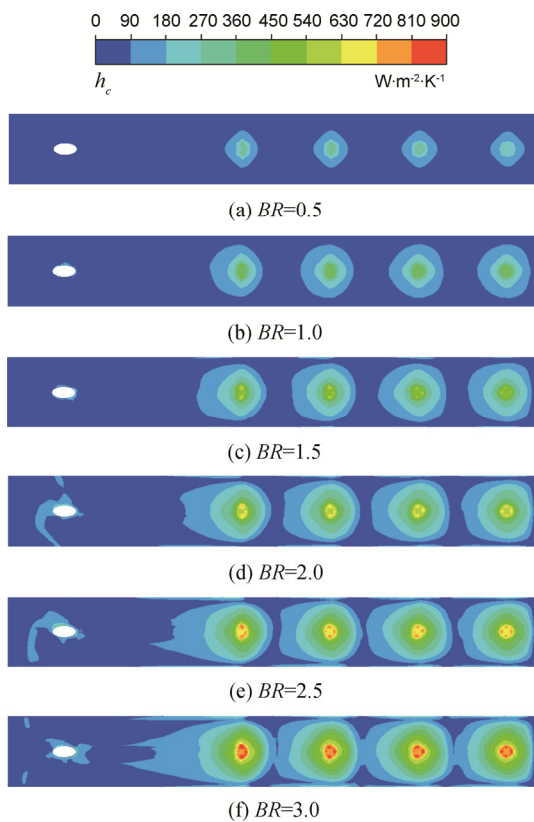 0 90 180 270 360 450 540 630 720 810 900
h_c W·m⁻²·K⁻¹
(a) BR=0.5
(b) BR=1.0
(c) BR=1.5
(d) BR=2.0
(e) BR=2.5
(f) BR=3.0